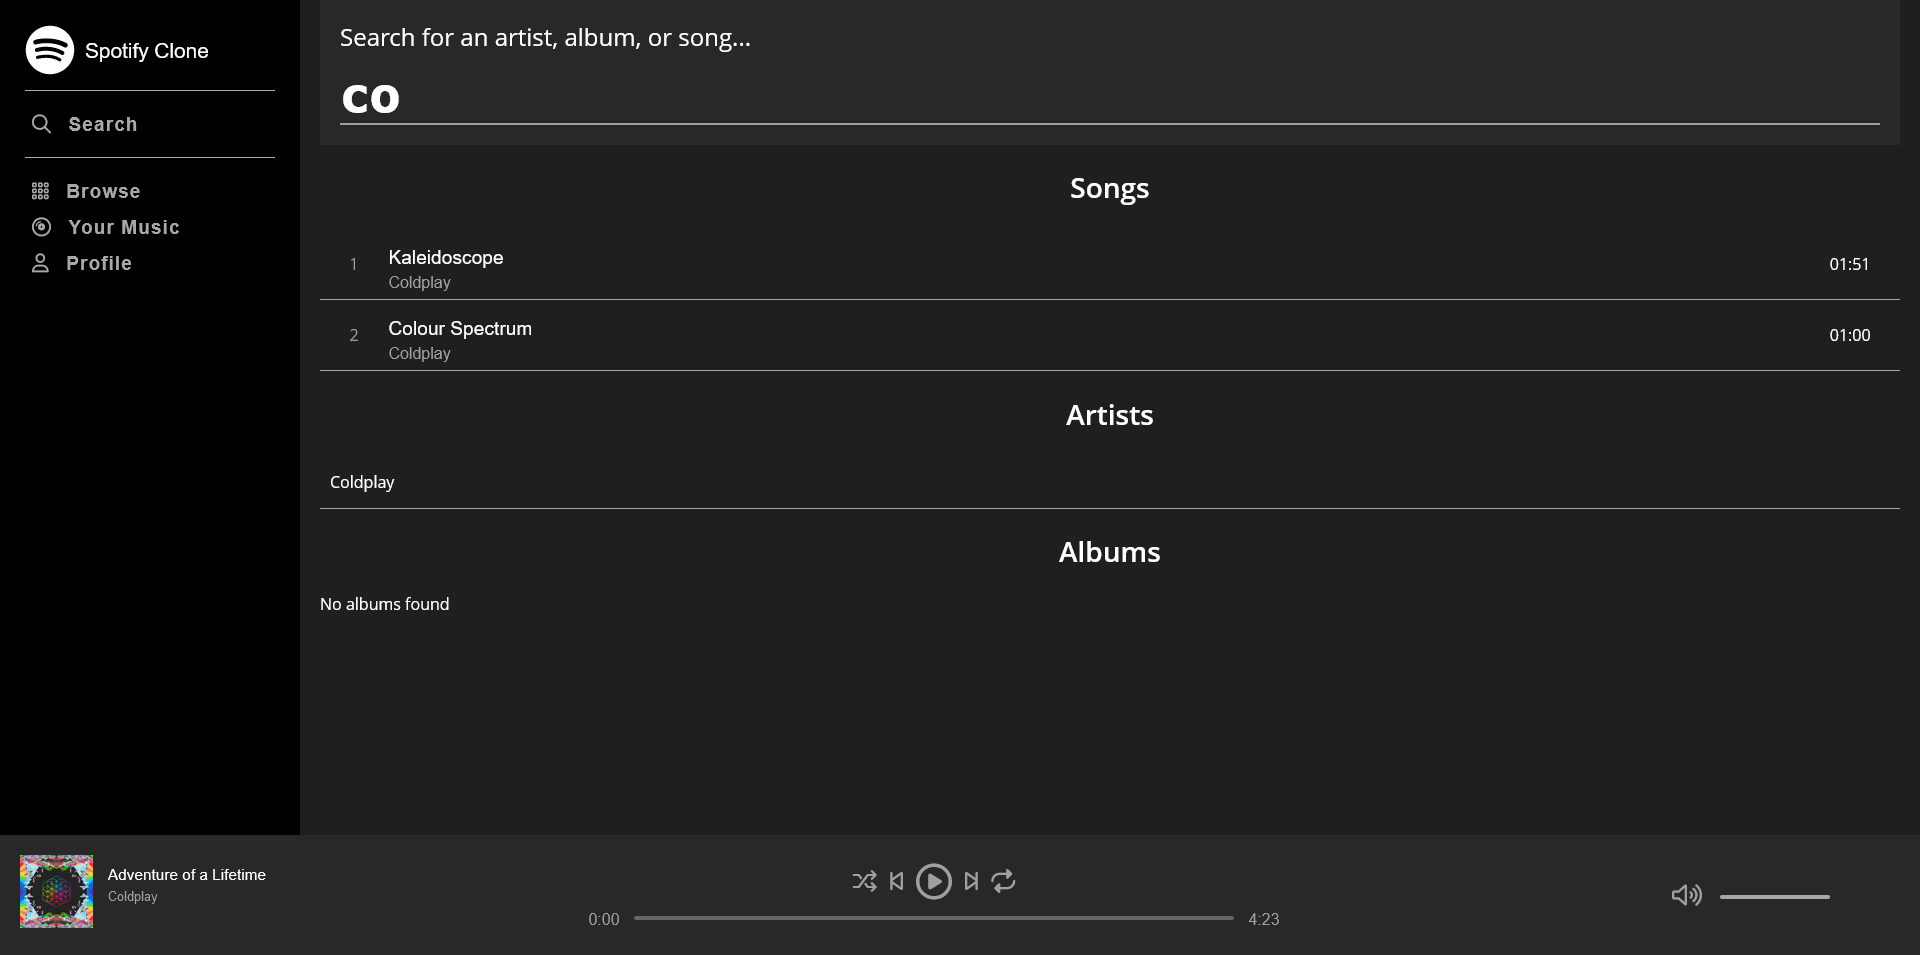 Spotify Clone
Search
Browse
Your Music
Profile
Search for an artist, album, or song...
co
Songs
1
Kaleidoscope
Coldplay
01:51
2
Colour Spectrum
Coldplay
01:00
Artists
Coldplay
Albums
No albums found
Adventure of a Lifetime
Coldplay
0:00
4:23